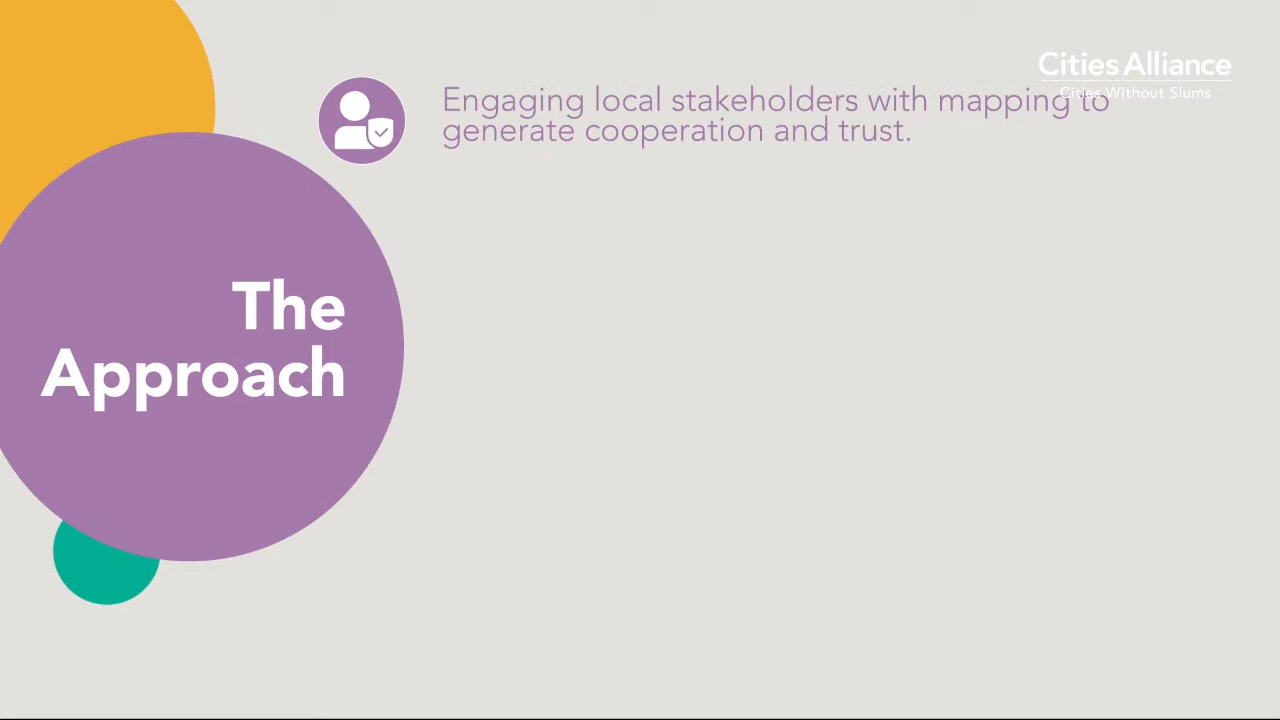 Cities Alliance
Cities Without Slums
Engaging local stakeholders with mapping to
generate cooperation and trust.
The
Approach